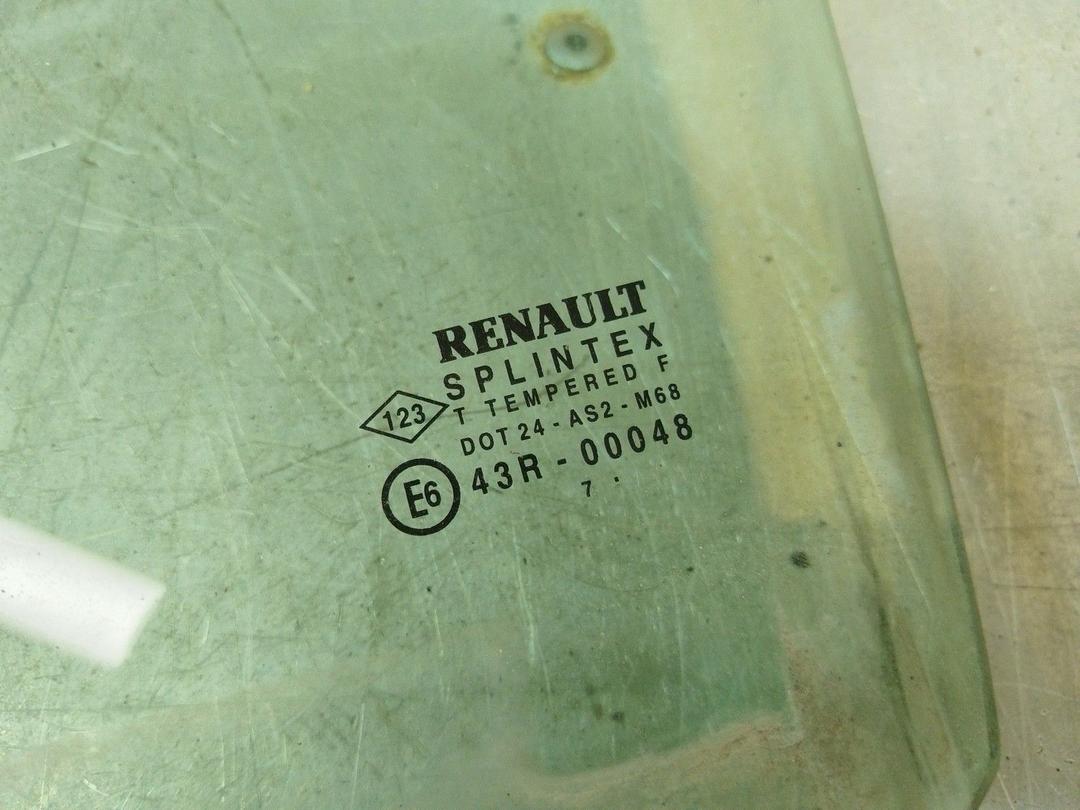 RENAULT
SPLINTEX
123 T TEMPERED F
DOT 24 - AS2 - M68
E6 43R - 00048
7 .